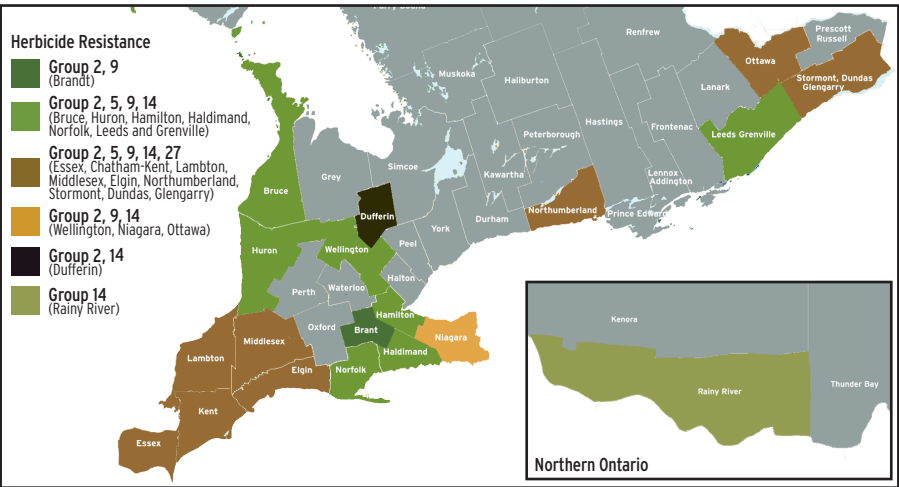 Herbicide Resistance
Group 2, 9
(Brandt)
Group 2, 5, 9, 14
(Bruce, Huron, Hamilton, Haldimand,
Norfolk, Leeds and Grenville)
Group 2, 5, 9, 14, 27
(Essex, Chatham-Kent, Lambton,
Middlesex, Elgin, Northumberland,
Stormont, Dundas, Glengarry)
Group 2, 9, 14
(Wellington, Niagara, Ottawa)
Group 2, 14
(Dufferin)
Group 14
(Rainy River)
Parry Sound
Renfrew
Prescott
Russell
Ottawa
Muskoka
Stormont, Dundas
Glengarry
Haliburton
Lanark
Hastings
Frontenac
Leeds Grenville
Peterborough
Simcoe
Grey
Kawartha
Lennox
Addington
Bruce
Dufferin
Northumberland
Prince Edward
Durham
York
Peel
Huron
Wellington
Halton
Perth
Waterloo
Hamilton
Oxford
Brant
Niagara
Middlesex
Haldimand
Lambton
Elgin
Norfolk
Kent
Essex
Kenora
Thunder Bay
Rainy River
Northern Ontario